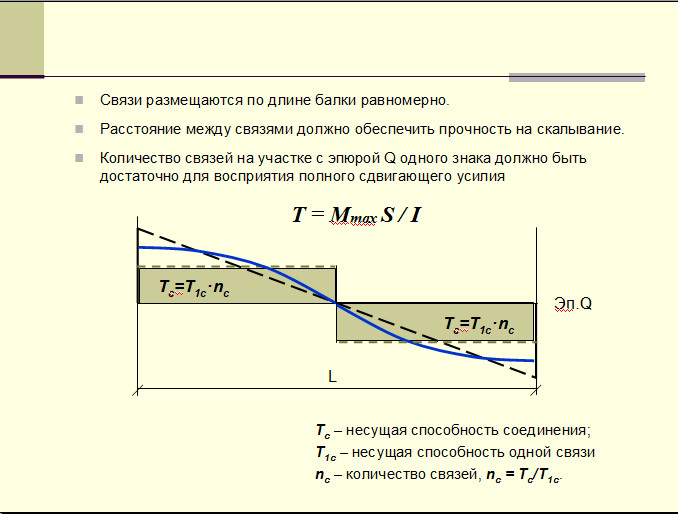 Связи размещаются по длине балки равномерно.
Расстояние между связями должно обеспечить прочность на скалывание.
Количество связей на участке с эпюрой Q одного знака должно быть
достаточно для восприятия полного сдвигающего усилия
T = Mmax S / I
Tc=T1c·nc
Эп.Q
Tc=T1c·nc
L
Tc – несущая способность соединения;
T1c – несущая способность одной связи
nc – количество связей, nc = Tc/T1c.